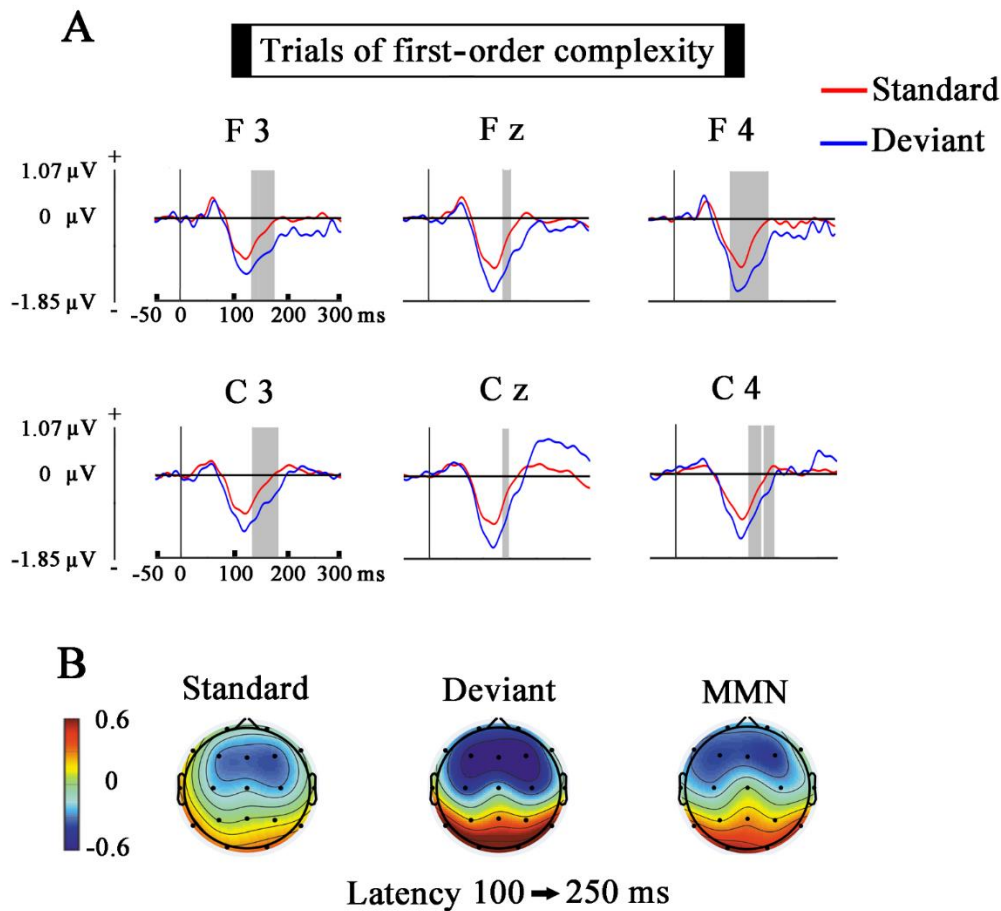 A
Trials of first-order complexity
Standard
Deviant
F 3
F z
F 4
+
1.07 µV
0 µV
-1.85 µV
-
-50 0 100 200 300 ms
C 3
C z
C 4
+
1.07 µV
0 µV
-1.85 µV
-
-50 0 100 200 300 ms
B
Standard
Deviant
MMN
0.6
0
-0.6
Latency 100 → 250 ms